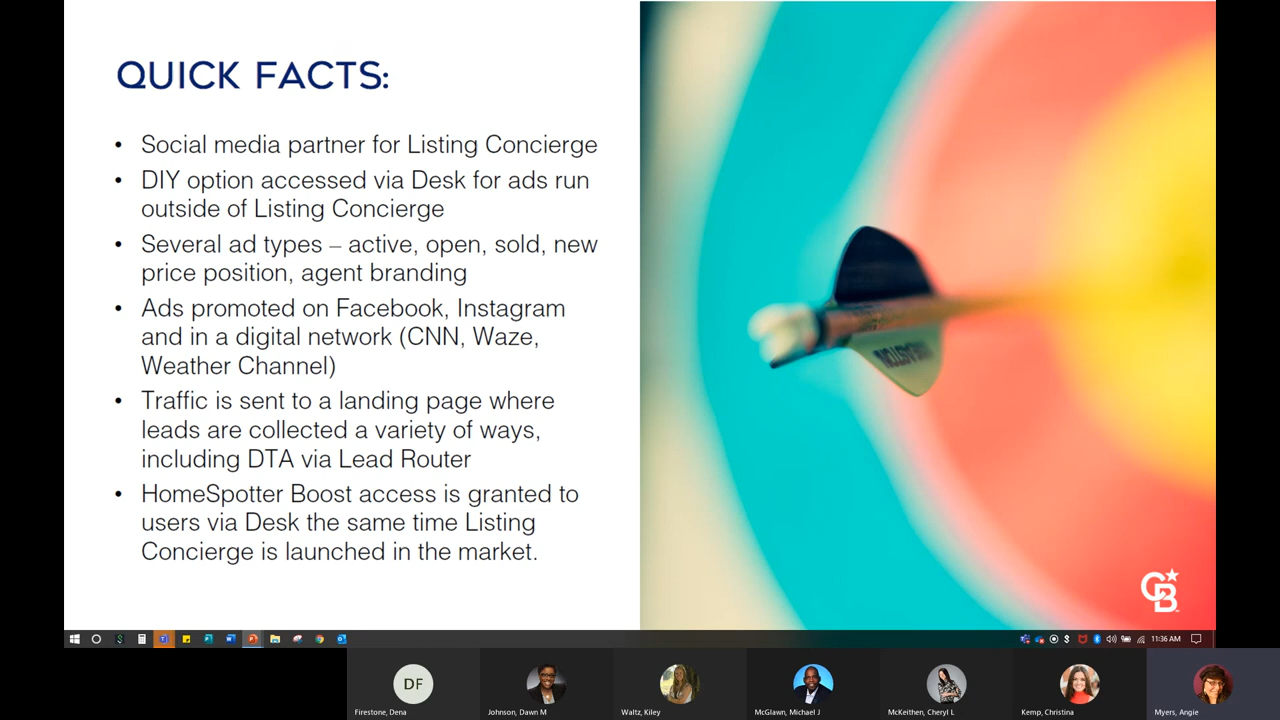 QUICK FACTS:
• Social media partner for Listing Concierge
• DIY option accessed via Desk for ads run
outside of Listing Concierge
• Several ad types – active, open, sold, new
price position, agent branding
• Ads promoted on Facebook, Instagram
and in a digital network (CNN, Waze,
Weather Channel)
• Traffic is sent to a landing page where
leads are collected a variety of ways,
including DTA via Lead Router
• HomeSpotter Boost access is granted to
users via Desk the same time Listing
Concierge is launched in the market.
CB
11:36 AM
DF
Firestone, Dena
Johnson, Dawn M
Waltz, Kiley
McGlawn, Michael J
McKeithen, Cheryl L
Kemp, Christina
Myers, Angie